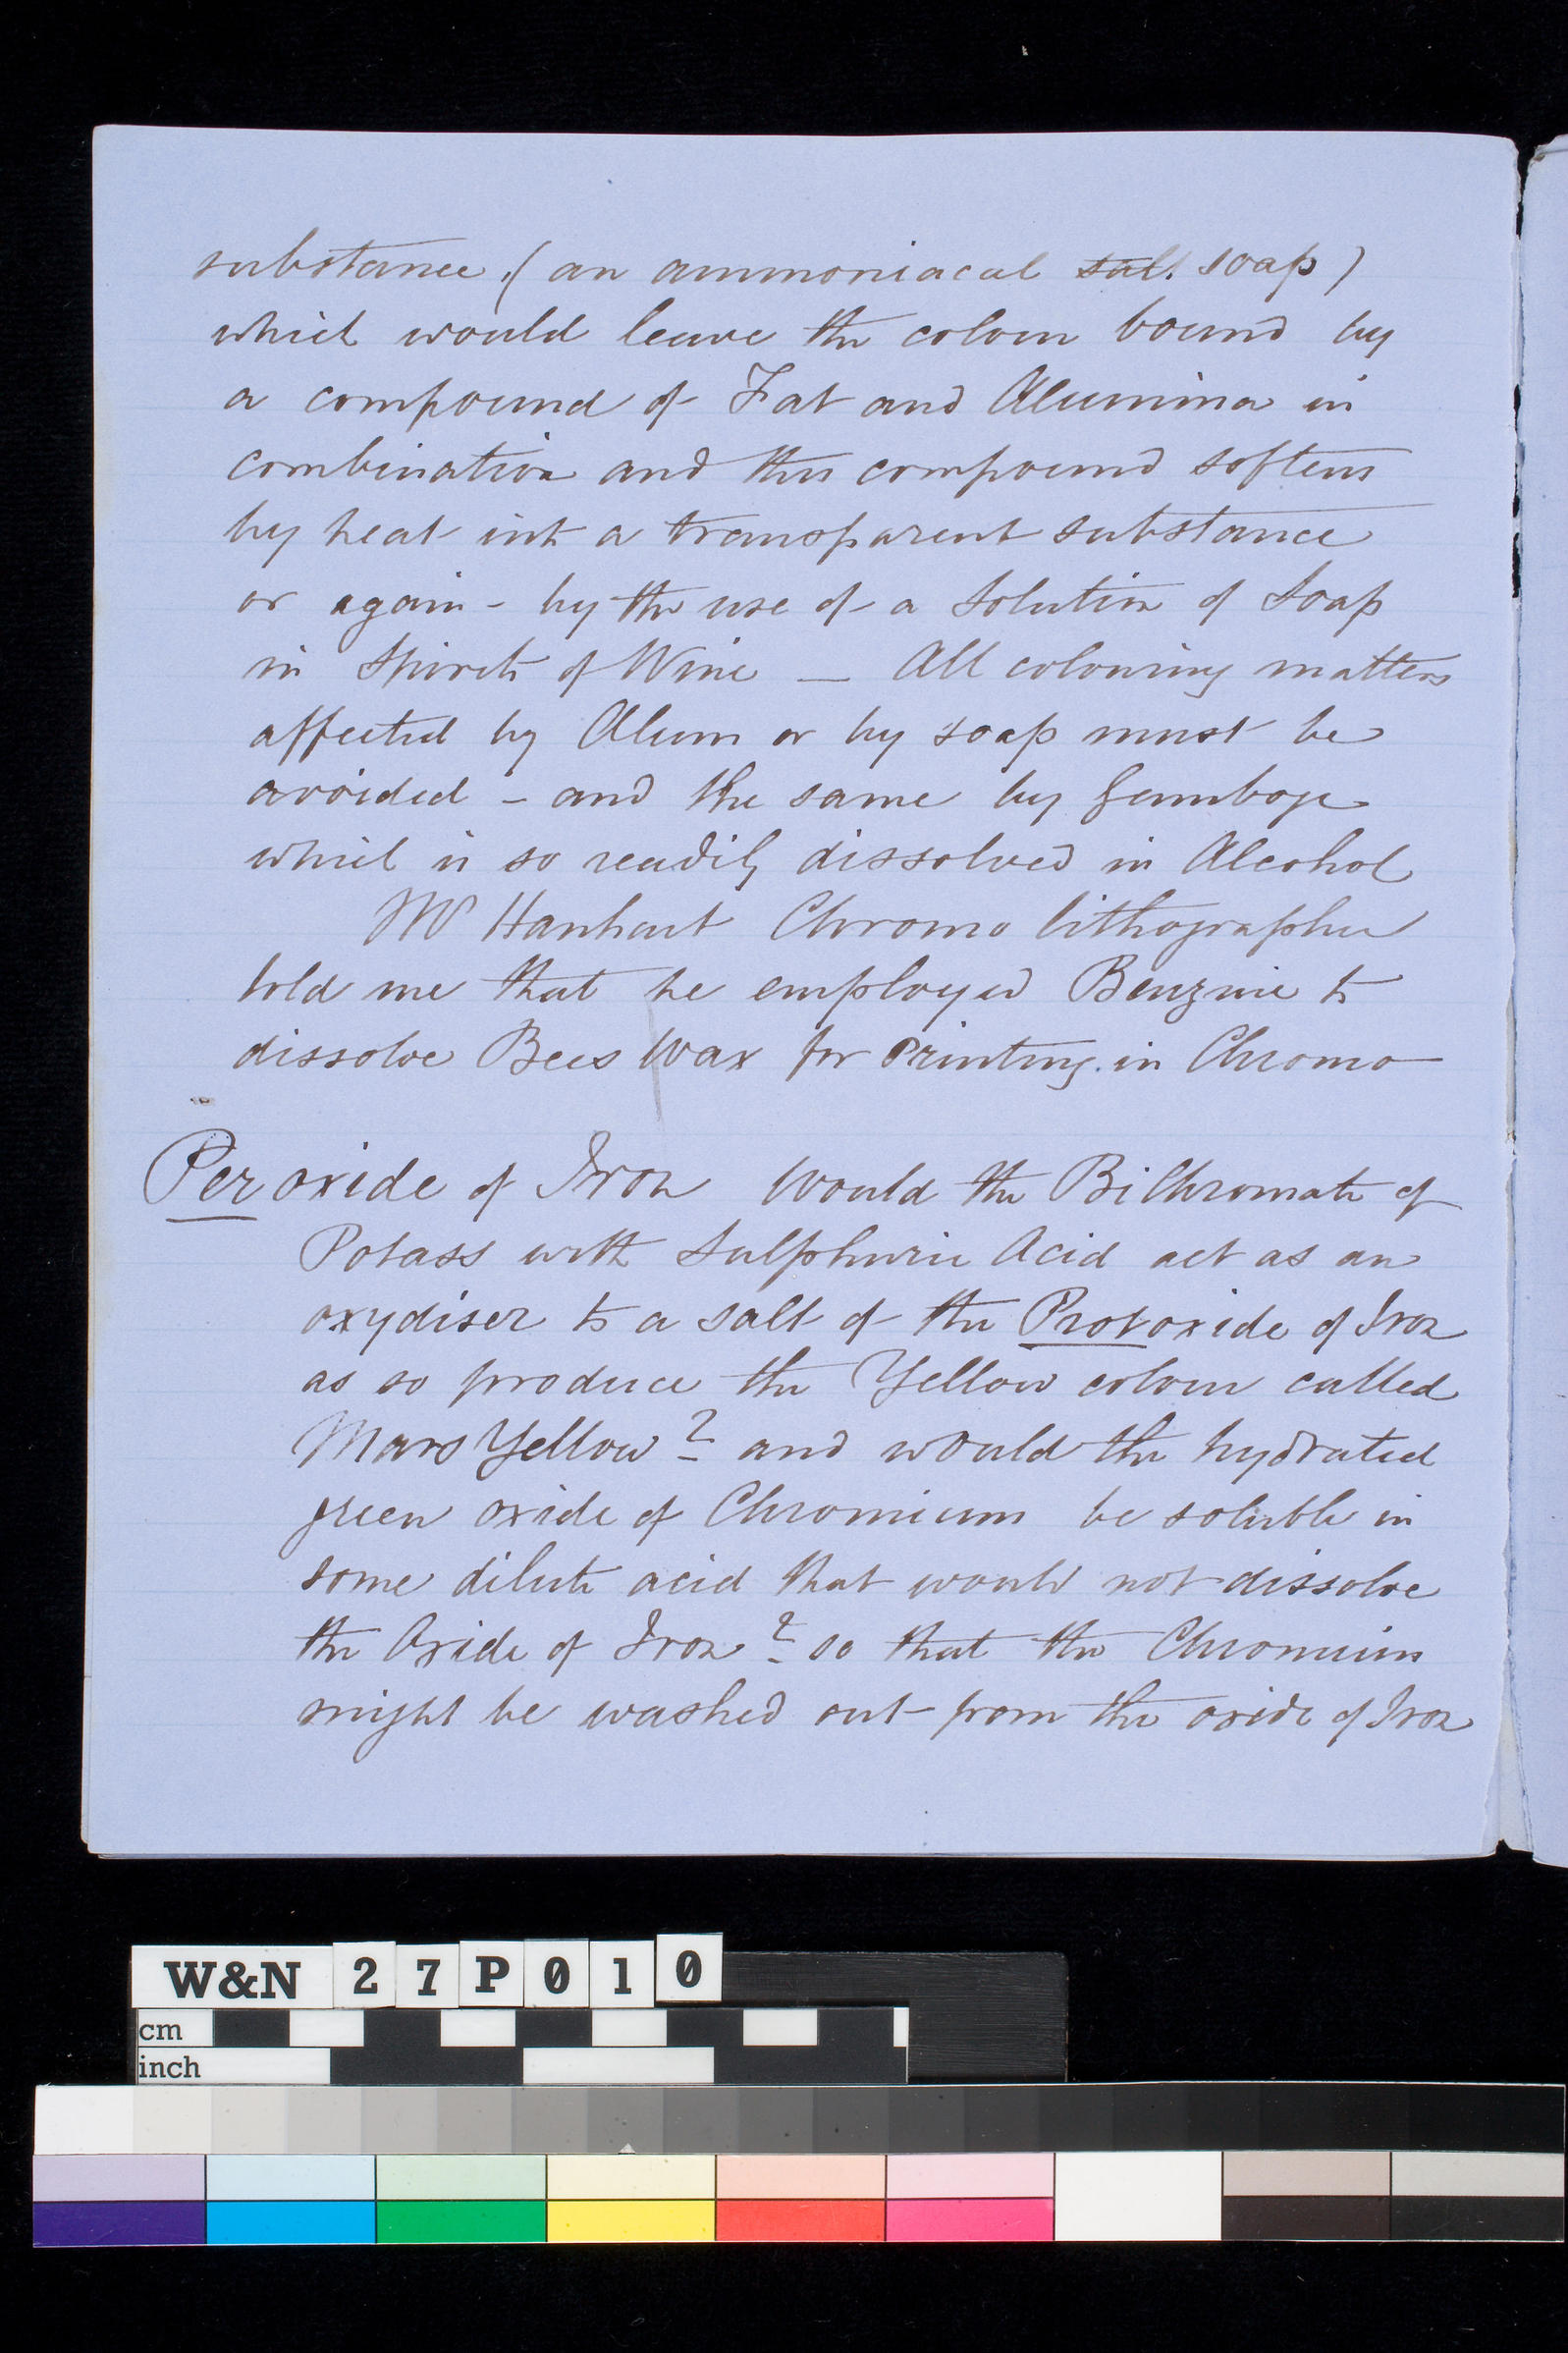 substance. (an ammoniacal salt. soap)
which would leave the colour bound by
a compound of Fat and Alumina in
combination and this compound softens
by heat into a transparent substance
or again - by the use of a Solution of Soap
in Spirit of Wine — All colouring matters
affected by Alum or by soap must be
avoided - and the same by Gamboge
which is so readily dissolved in Alcohol
Mr Hanhart Chromo lithographer
told me that he employed Benzine to
dissolve Bees Wax for Printing in Chromo
Peroxide of Iron Would the BiChromate of
Potass with Sulphuric Acid act as an
oxydiser to a salt of the Protoxide of Iron
as so produce the Yellow colour called
Mars Yellow? and would the hydrated
green oxide of Chromium be soluble in
some dilute acid that would not dissolve
the Oxide of Iron? so that the Chromium
might be washed out from the oxide of Iron
W&N 27P010
cm
inch